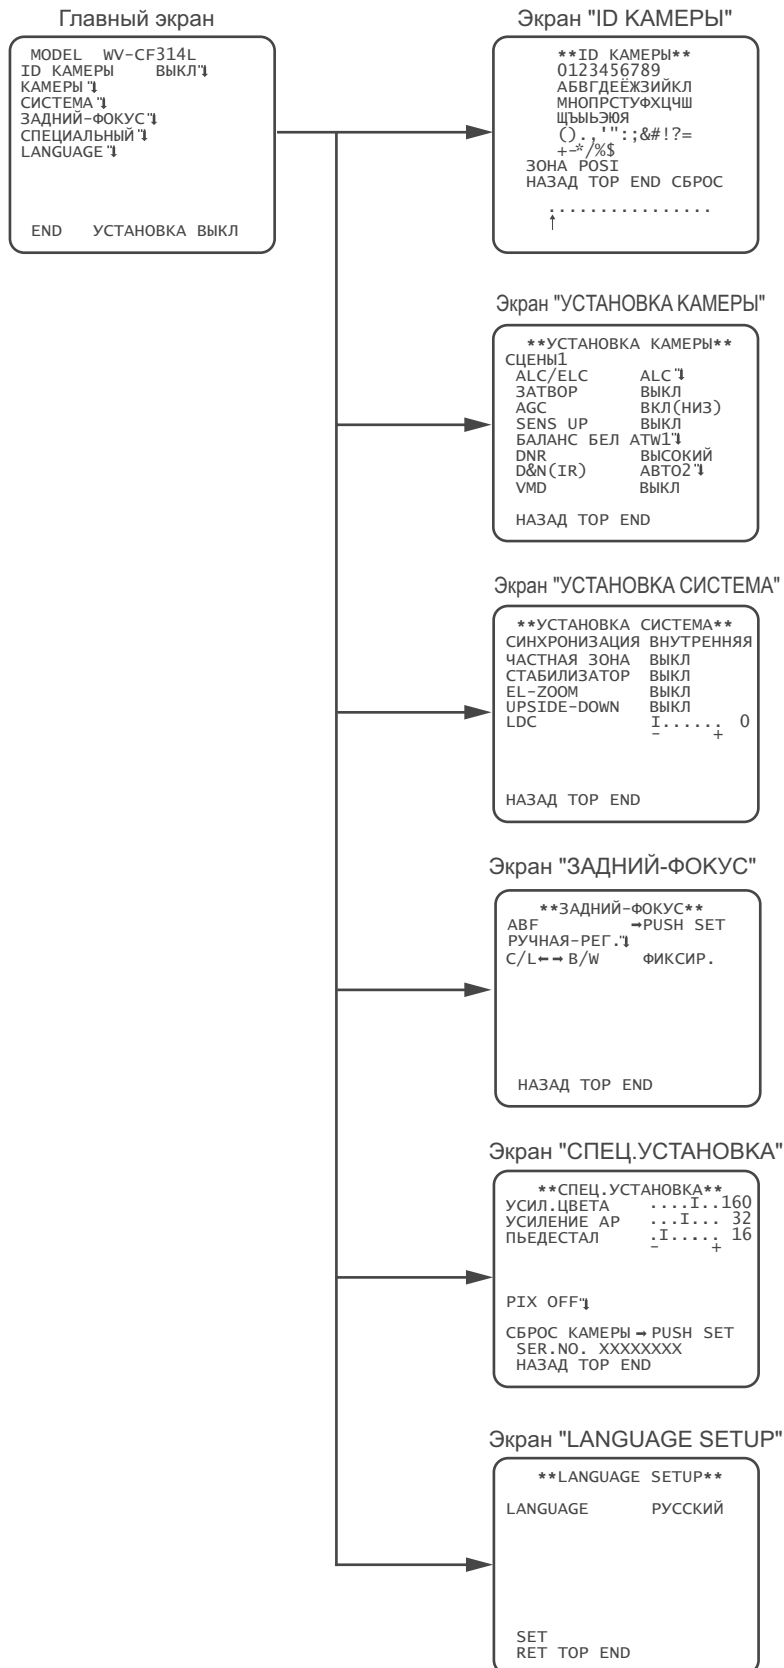 Главный экран
MODEL WV-CF314L
ID КАМЕРЫ ВЫКЛ
КАМЕРЫ
СИСТЕМА
ЗАДНИЙ-ФОКУС
СПЕЦИАЛЬНЫЙ
LANGUAGE
END УСТАНОВКА ВЫКЛ
Экран "ID КАМЕРЫ"
**ID КАМЕРЫ**
0123456789
АБВГДЕЁЖЗИЙКЛ
МНОПРСТУФХЦЧШ
ЩЪЫЬЭЮЯ
().,'":;&#!?=
+-*/%$
ЗОНА POSI
НАЗАД TOP END СБРОС
................
↑
Экран "УСТАНОВКА КАМЕРЫ"
**УСТАНОВКА КАМЕРЫ**
СЦЕНЫ1
ALC/ELC ALC
ЗАТВОР ВЫКЛ
AGC ВКЛ(НИЗ)
SENS UP ВЫКЛ
БАЛАНС БЕЛ ATW1
DNR ВЫСОКИЙ
D&N(IR) АВТО2
VMD ВЫКЛ
НАЗАД TOP END
Экран "УСТАНОВКА СИСТЕМА"
**УСТАНОВКА СИСТЕМА**
СИНХРОНИЗАЦИЯ ВНУТРЕННЯЯ
ЧАСТНАЯ ЗОНА ВЫКЛ
СТАБИЛИЗАТОР ВЫКЛ
EL-ZOOM ВЫКЛ
UPSIDE-DOWN ВЫКЛ
LDC I...... 0
- +
НАЗАД TOP END
Экран "ЗАДНИЙ-ФОКУС"
**ЗАДНИЙ-ФОКУС**
ABF →PUSH SET
РУЧНАЯ-РЕГ.
C/L←→B/W ФИКСИР.
НАЗАД TOP END
Экран "СПЕЦ.УСТАНОВКА"
**СПЕЦ.УСТАНОВКА**
УСИЛ.ЦВЕТА ....I..160
УСИЛЕНИЕ АР ...I... 32
ПЬЕДЕСТАЛ .I..... 16
- +
PIX OFF
СБРОС КАМЕРЫ→PUSH SET
SER.NO. XXXXXXXX
НАЗАД TOP END
Экран "LANGUAGE SETUP"
**LANGUAGE SETUP**
LANGUAGE РУССКИЙ
SET
RET TOP END